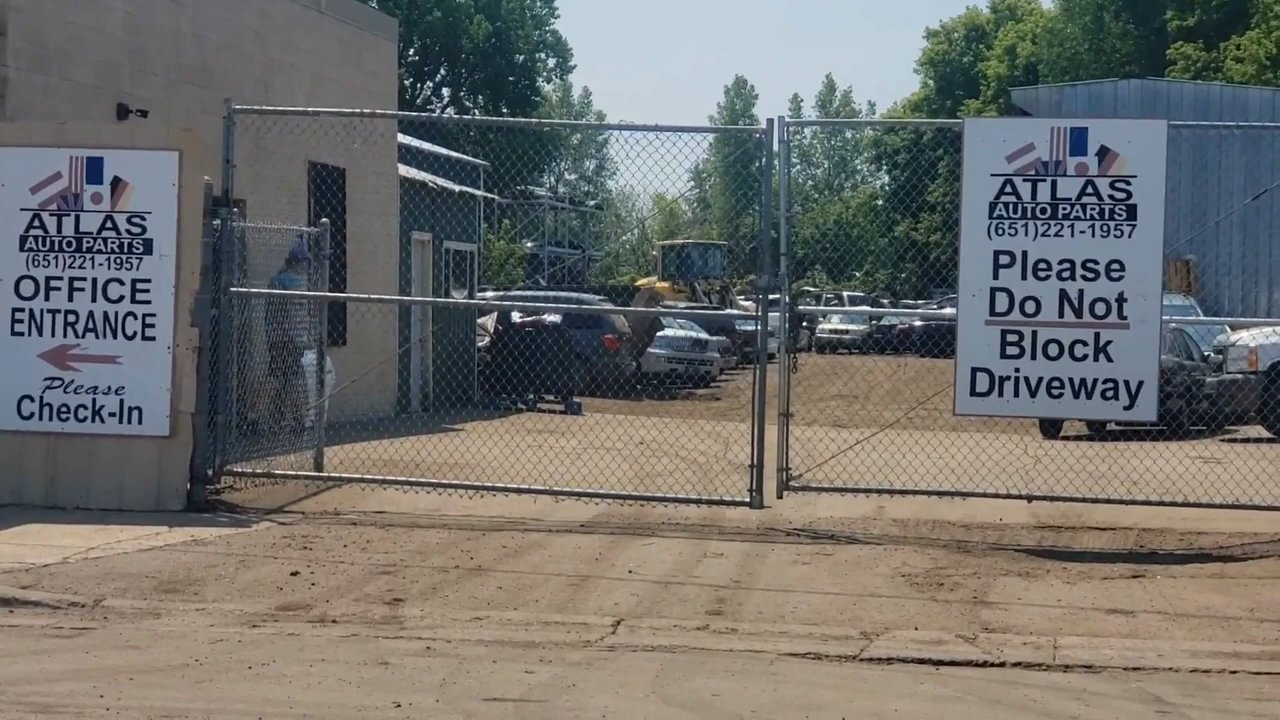 ATLAS
AUTO PARTS
(651)221-1957
OFFICE
ENTRANCE
Please
Check-In
ATLAS
AUTO PARTS
(651)221-1957
Please
Do Not
Block
Driveway